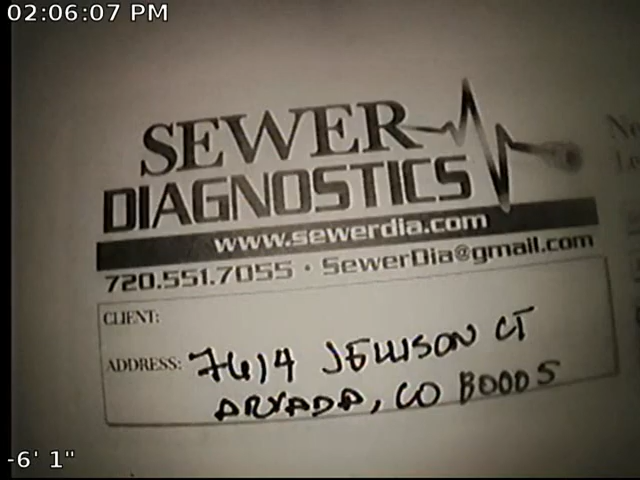 02:06:07 PM
SEWER
DIAGNOSTICS
www.sewerdia.com
720.551.7055 · SewerDia@gmail.com
CLIENT:
ADDRESS: 7614 JELLISON CT
ARVADA, CO 80005
-6' 1"